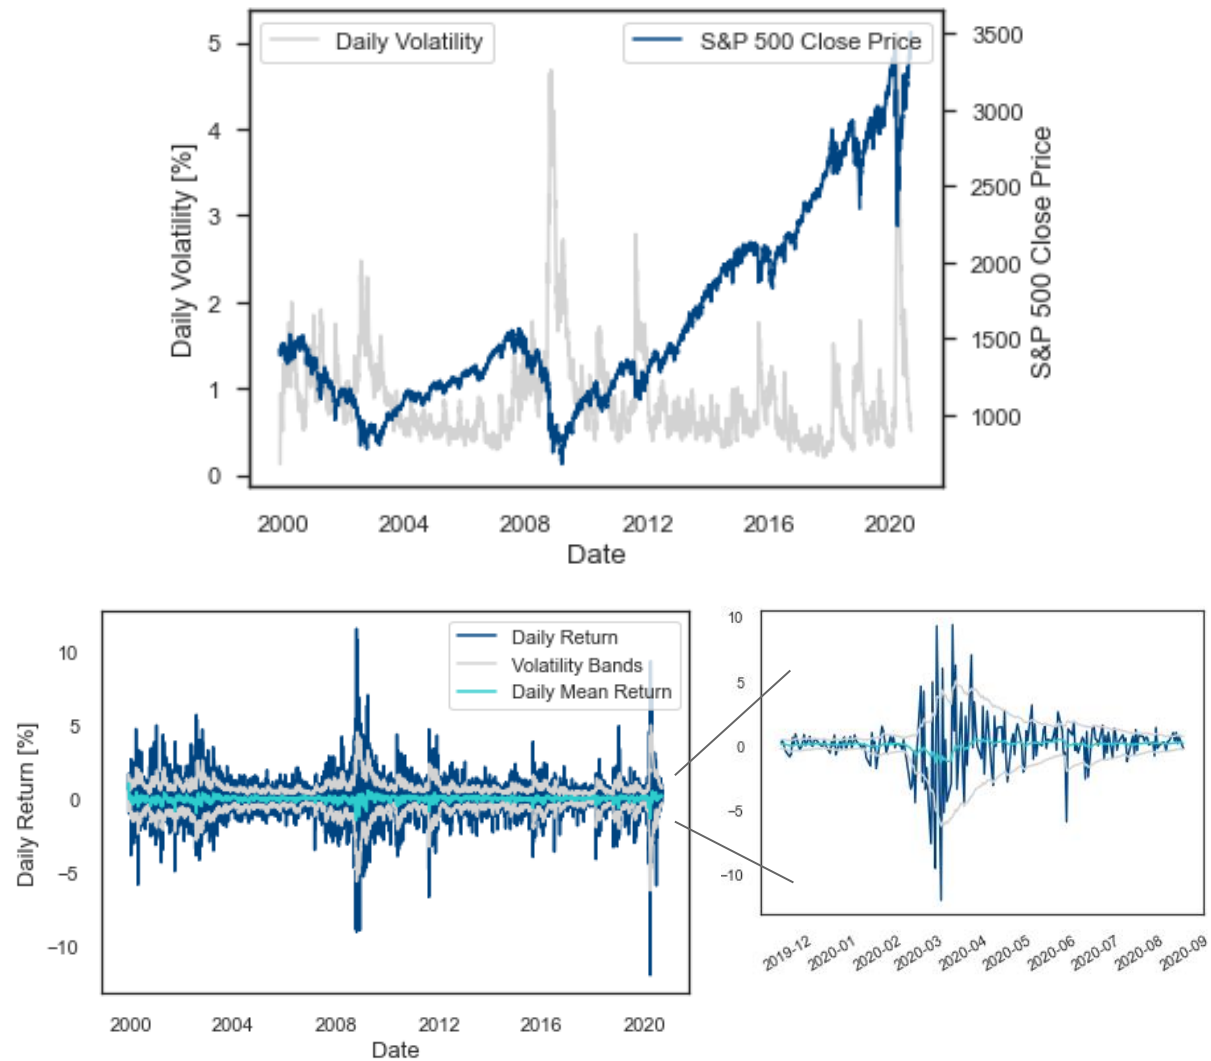 Daily Volatility
S&P 500 Close Price
5
4
3
2
1
0
Daily Volatility [%]
3500
3000
2500
2000
1500
1000
S&P 500 Close Price
2000 2004 2008 2012 2016 2020
Date
Daily Return
Volatility Bands
Daily Mean Return
10
5
0
−5
−10
Daily Return [%]
2000 2004 2008 2012 2016 2020
Date
10
5
0
−5
−10
2019-12 2020-01 2020-02 2020-03 2020-04 2020-05 2020-06 2020-07 2020-08 2020-09